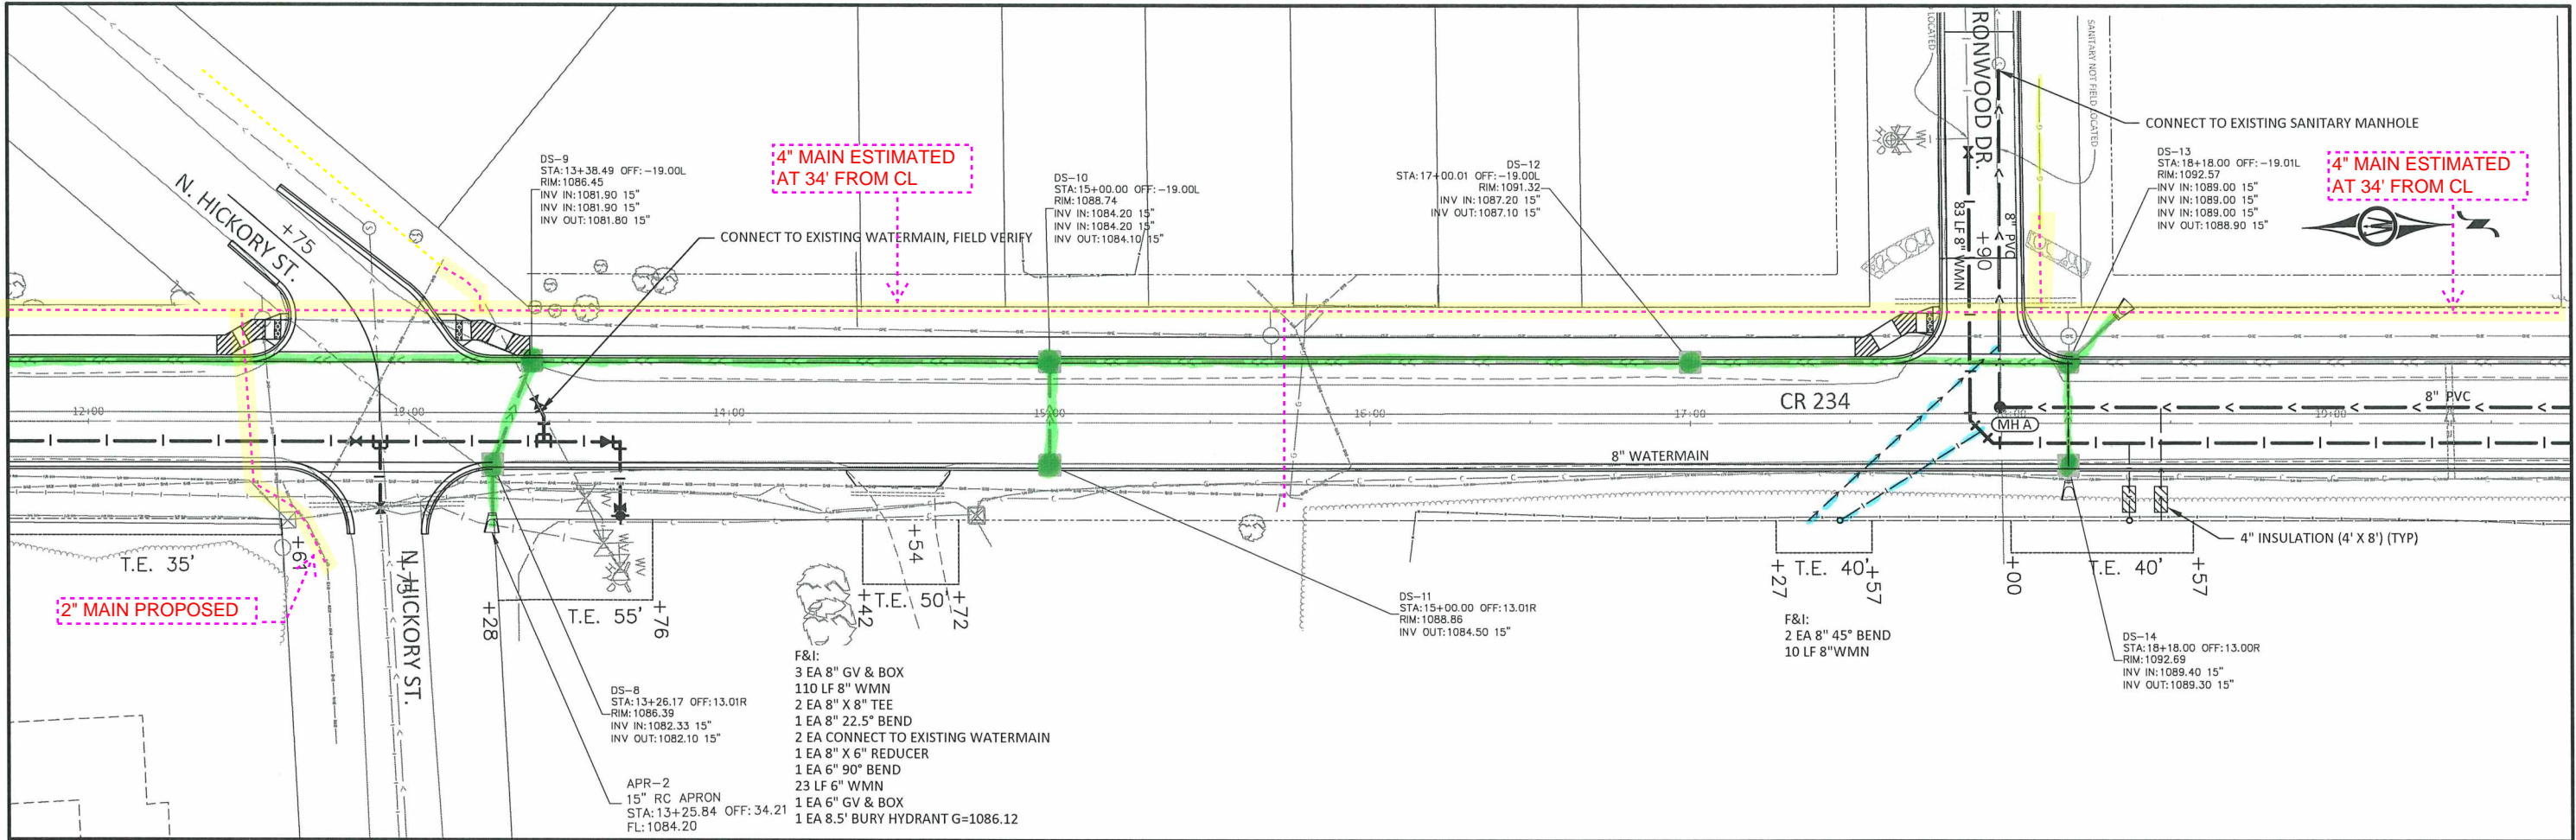 N. HICKORY ST.
+75
DS-9
STA:13+38.49 OFF:-19.00L
RIM:1086.45
INV IN:1081.90 15"
INV IN:1081.90 15"
INV OUT:1081.80 15"
CONNECT TO EXISTING WATERMAIN, FIELD VERIFY
4" MAIN ESTIMATED
AT 34' FROM CL
DS-10
STA:15+00.00 OFF:-19.00L
RIM:1088.74
INV IN:1084.20 15"
INV IN:1084.20 15"
INV OUT:1084.10 15"
DS-12
STA:17+00.01 OFF:-19.00L
RIM:1091.32
INV IN:1087.20 15"
INV OUT:1087.10 15"
LOCATED
RONWOOD DR.
SANITARY NOT FIELD LOCATED
WV
H
83 LF 8" WMN
+90
8" PVC
CONNECT TO EXISTING SANITARY MANHOLE
DS-13
STA:18+18.00 OFF:-19.01L
RIM:1092.57
INV IN:1089.00 15"
INV IN:1089.00 15"
INV IN:1089.00 15"
INV OUT:1088.90 15"
4" MAIN ESTIMATED
AT 34' FROM CL
12:00
14:00
17:00
CR 234
8" PVC
MH A
8" WATERMAIN
T.E. 35'
+61
2" MAIN PROPOSED
N. HICKORY ST.
+28
T.E. 55'
+76
WV
WV
+54
+42
T.E. 50'
+72
DS-8
STA:13+26.17 OFF:13.01R
RIM:1086.39
INV IN:1082.33 15"
INV OUT:1082.10 15"
APR-2
15" RC APRON
STA:13+25.84 OFF: 34.21
FL:1084.20
F&I:
3 EA 8" GV & BOX
110 LF 8" WMN
2 EA 8" X 8" TEE
1 EA 8" 22.5° BEND
2 EA CONNECT TO EXISTING WATERMAIN
1 EA 8" X 6" REDUCER
1 EA 6" 90° BEND
23 LF 6" WMN
1 EA 6" GV & BOX
1 EA 8.5' BURY HYDRANT G=1086.12
DS-11
STA:15+00.00 OFF:13.01R
RIM:1088.86
INV OUT:1084.50 15"
+27
T.E. 40'
+57
F&I:
2 EA 8" 45° BEND
10 LF 8"WMN
+00
T.E. 40'
+57
4" INSULATION (4' X 8') (TYP)
DS-14
STA:18+18.00 OFF:13.00R
RIM:1092.69
INV IN:1089.40 15"
INV OUT:1089.30 15"